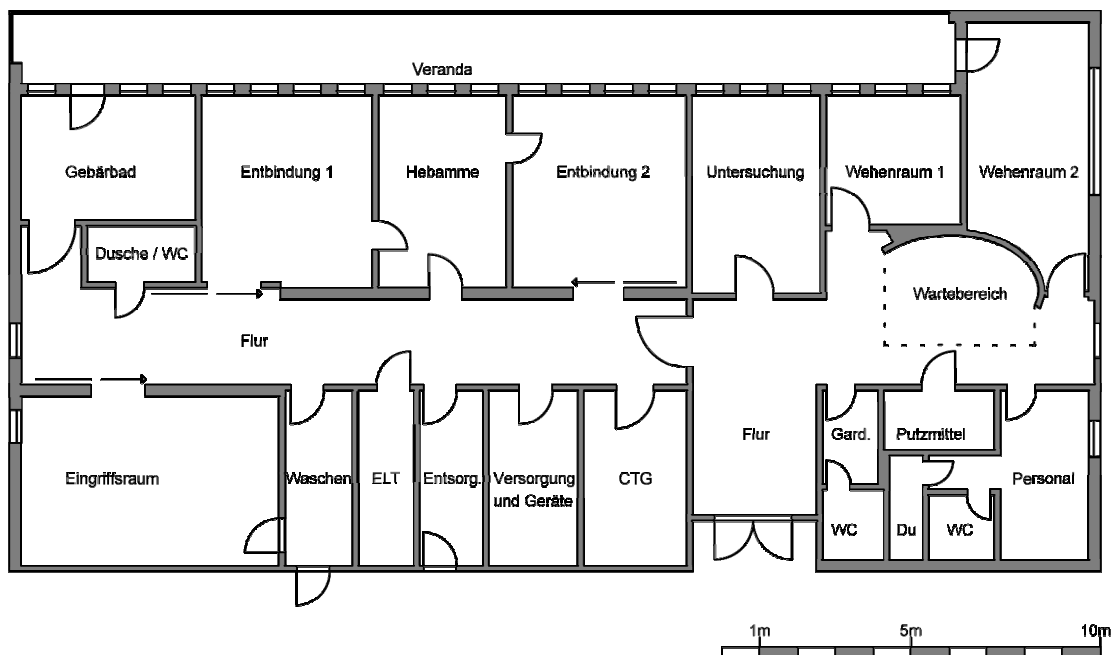 Veranda
Gebärbad
Entbindung 1
Hebamme
Entbindung 2
Untersuchung
Wehenraum 1
Wehenraum 2
Dusche / WC
Wartebereich
Flur
Flur
Gard.
Putzmittel
Eingriffsraum
Waschen
ELT
Entsorg.
Versorgung
und Geräte
CTG
Personal
WC
Du
WC
1m
5m
10m